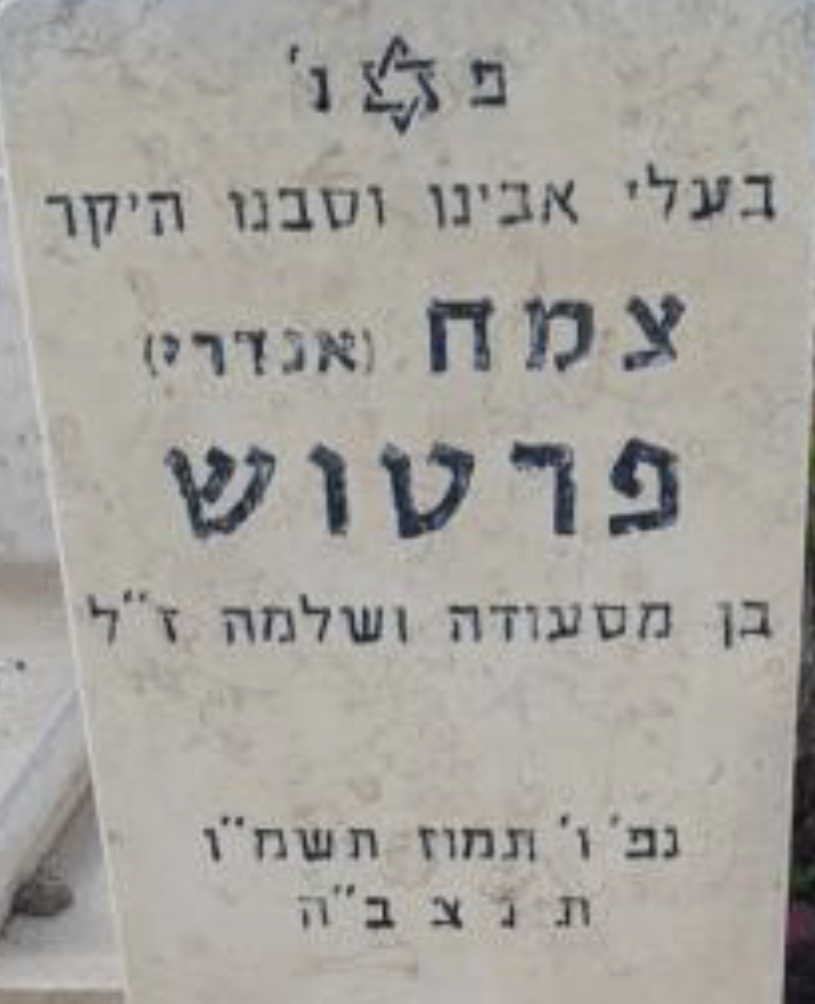 פ נ'
בעלי אבינו וסבנו היקר
צמח (אנדרי)
פרטוש
בן מסעודה ושלמה ז"ל
נפ' ו' תמוז תשמ"ו
ת נ צ ב"ה